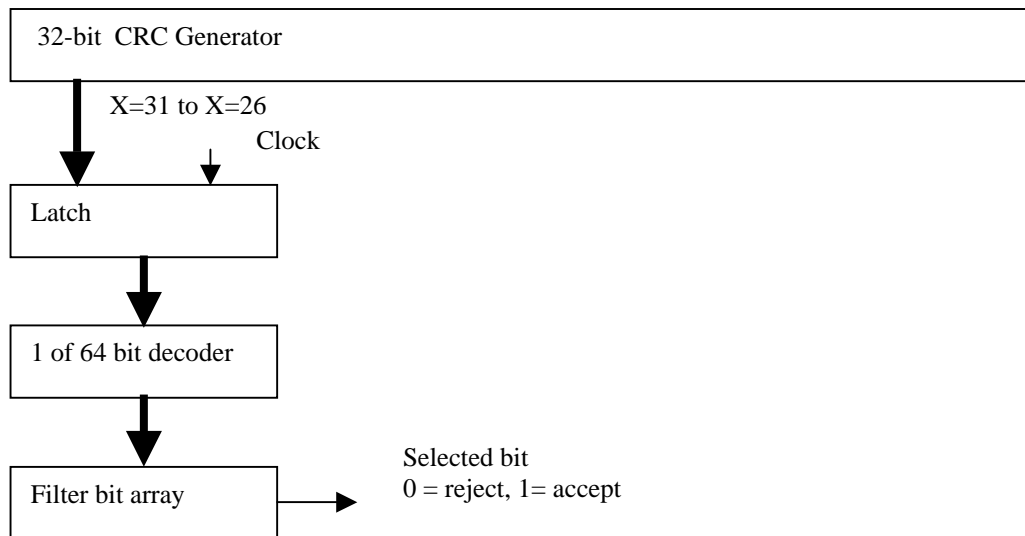 32-bit CRC Generator
X=31 to X=26
Clock
Latch
1 of 64 bit decoder
Filter bit array
Selected bit
0 = reject, 1= accept